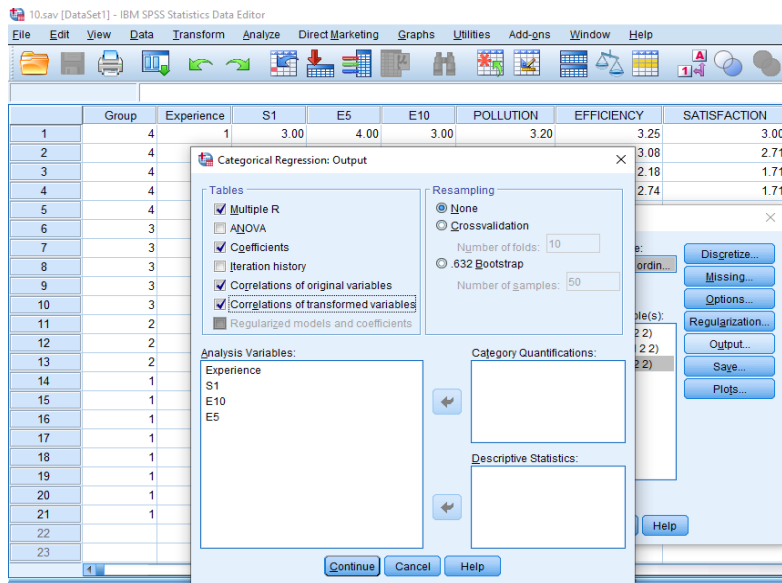 10.sav [DataSet1] - IBM SPSS Statistics Data Editor
File Edit View Data Transform Analyze Direct Marketing Graphs Utilities Add-ons Window Help
Group Experience S1 E5 E10 POLLUTION EFFICIENCY SATISFACTION
1 4 1 3.00 4.00 3.00 3.20 3.25 3.00
2 4 3.08 2.71
3 4 2.18 1.71
4 4 2.74 1.71
5 4
6 3
7 3
8 3
9 3
10 3
11 2
12 2
13 2
14 1
15 1
16 1
17 1
18 1
19 1
20 1
21 1
22
23
Categorical Regression: Output
Tables
Multiple R
ANOVA
Coefficients
Iteration history
Correlations of original variables
Correlations of transformed variables
Regularized models and coefficients
Resampling
None
Crossvalidation
Number of folds: 10
.632 Bootstrap
Number of samples: 50
Analysis Variables:
Experience
S1
E10
E5
Category Quantifications:
Descriptive Statistics:
Continue Cancel Help
e:
ordin...
ble(s):
2 2)
2 2)
2 2)
Discretize...
Missing...
Options...
Regularization...
Output...
Save...
Plots...
Help